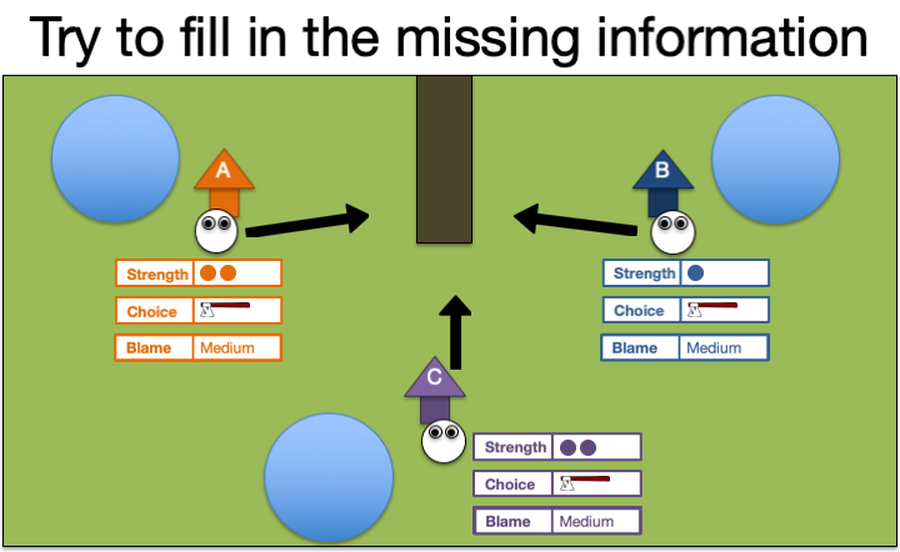 Try to fill in the missing information
A
B
Strength
Choice
Blame Medium
Strength
Choice
Blame Medium
C
Strength
Choice
Blame Medium